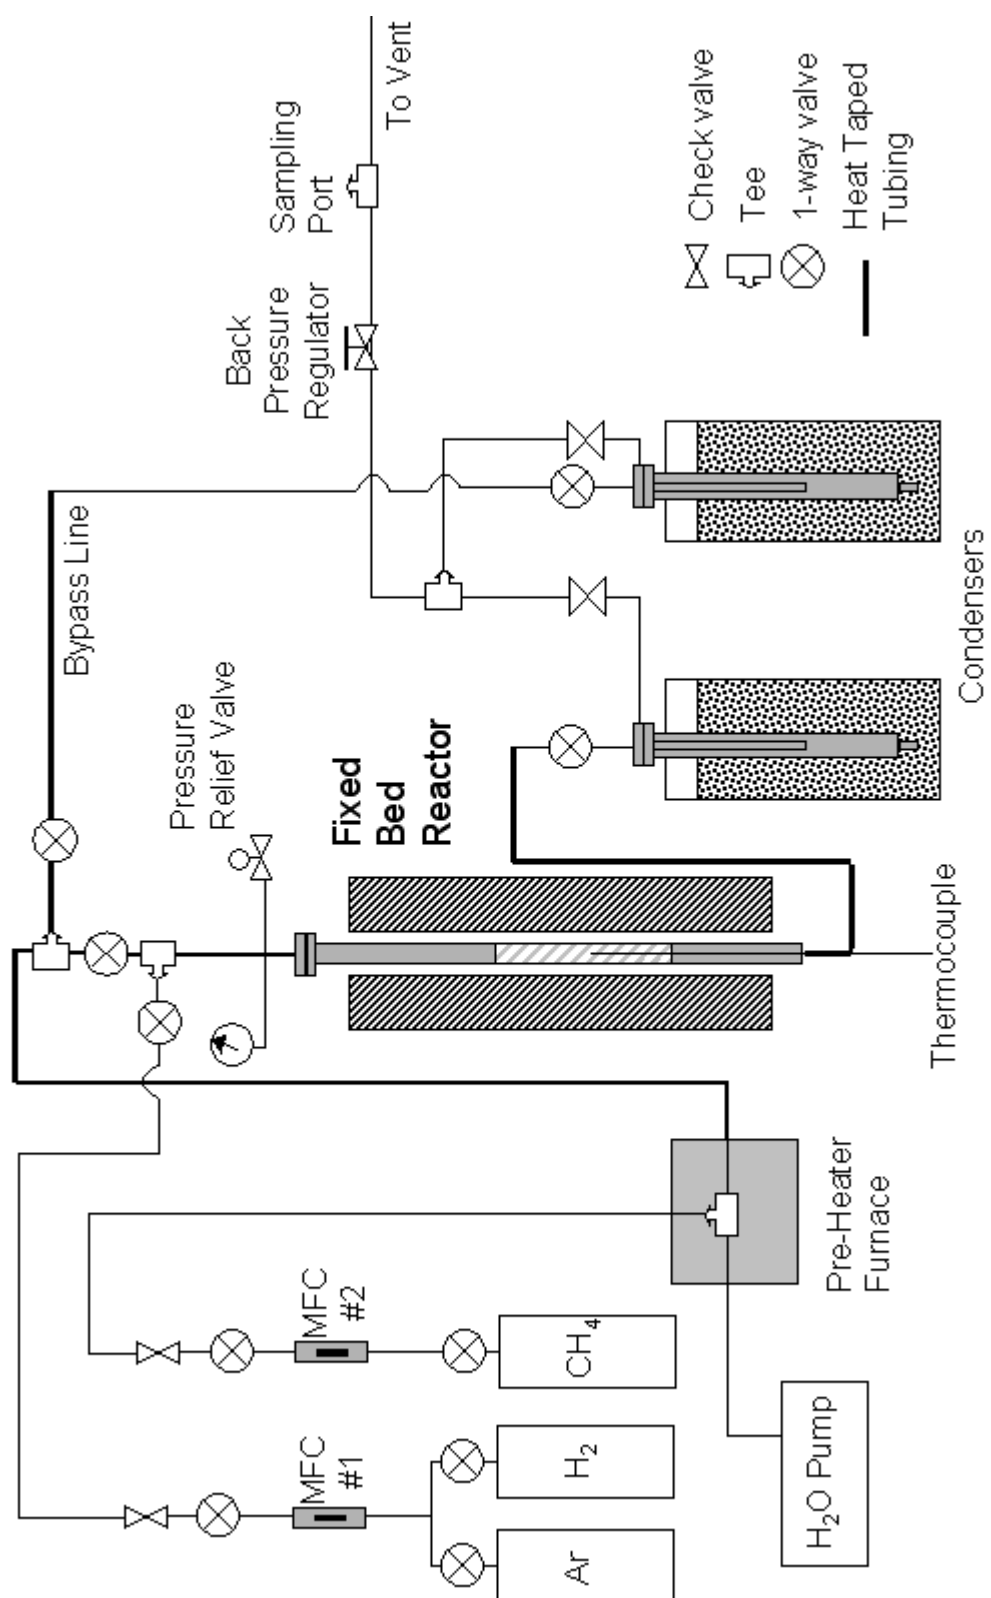 To Vent
Sampling
Port
Back
Pressure
Regulator
Check valve
Tee
1-way valve
Heat Taped
Tubing
Bypass Line
Pressure
Relief Valve
Fixed
Bed
Reactor
Condensers
Thermocouple
Pre-Heater
Furnace
MFC
#2
CH₄
MFC
#1
H₂
Ar
H₂O Pump